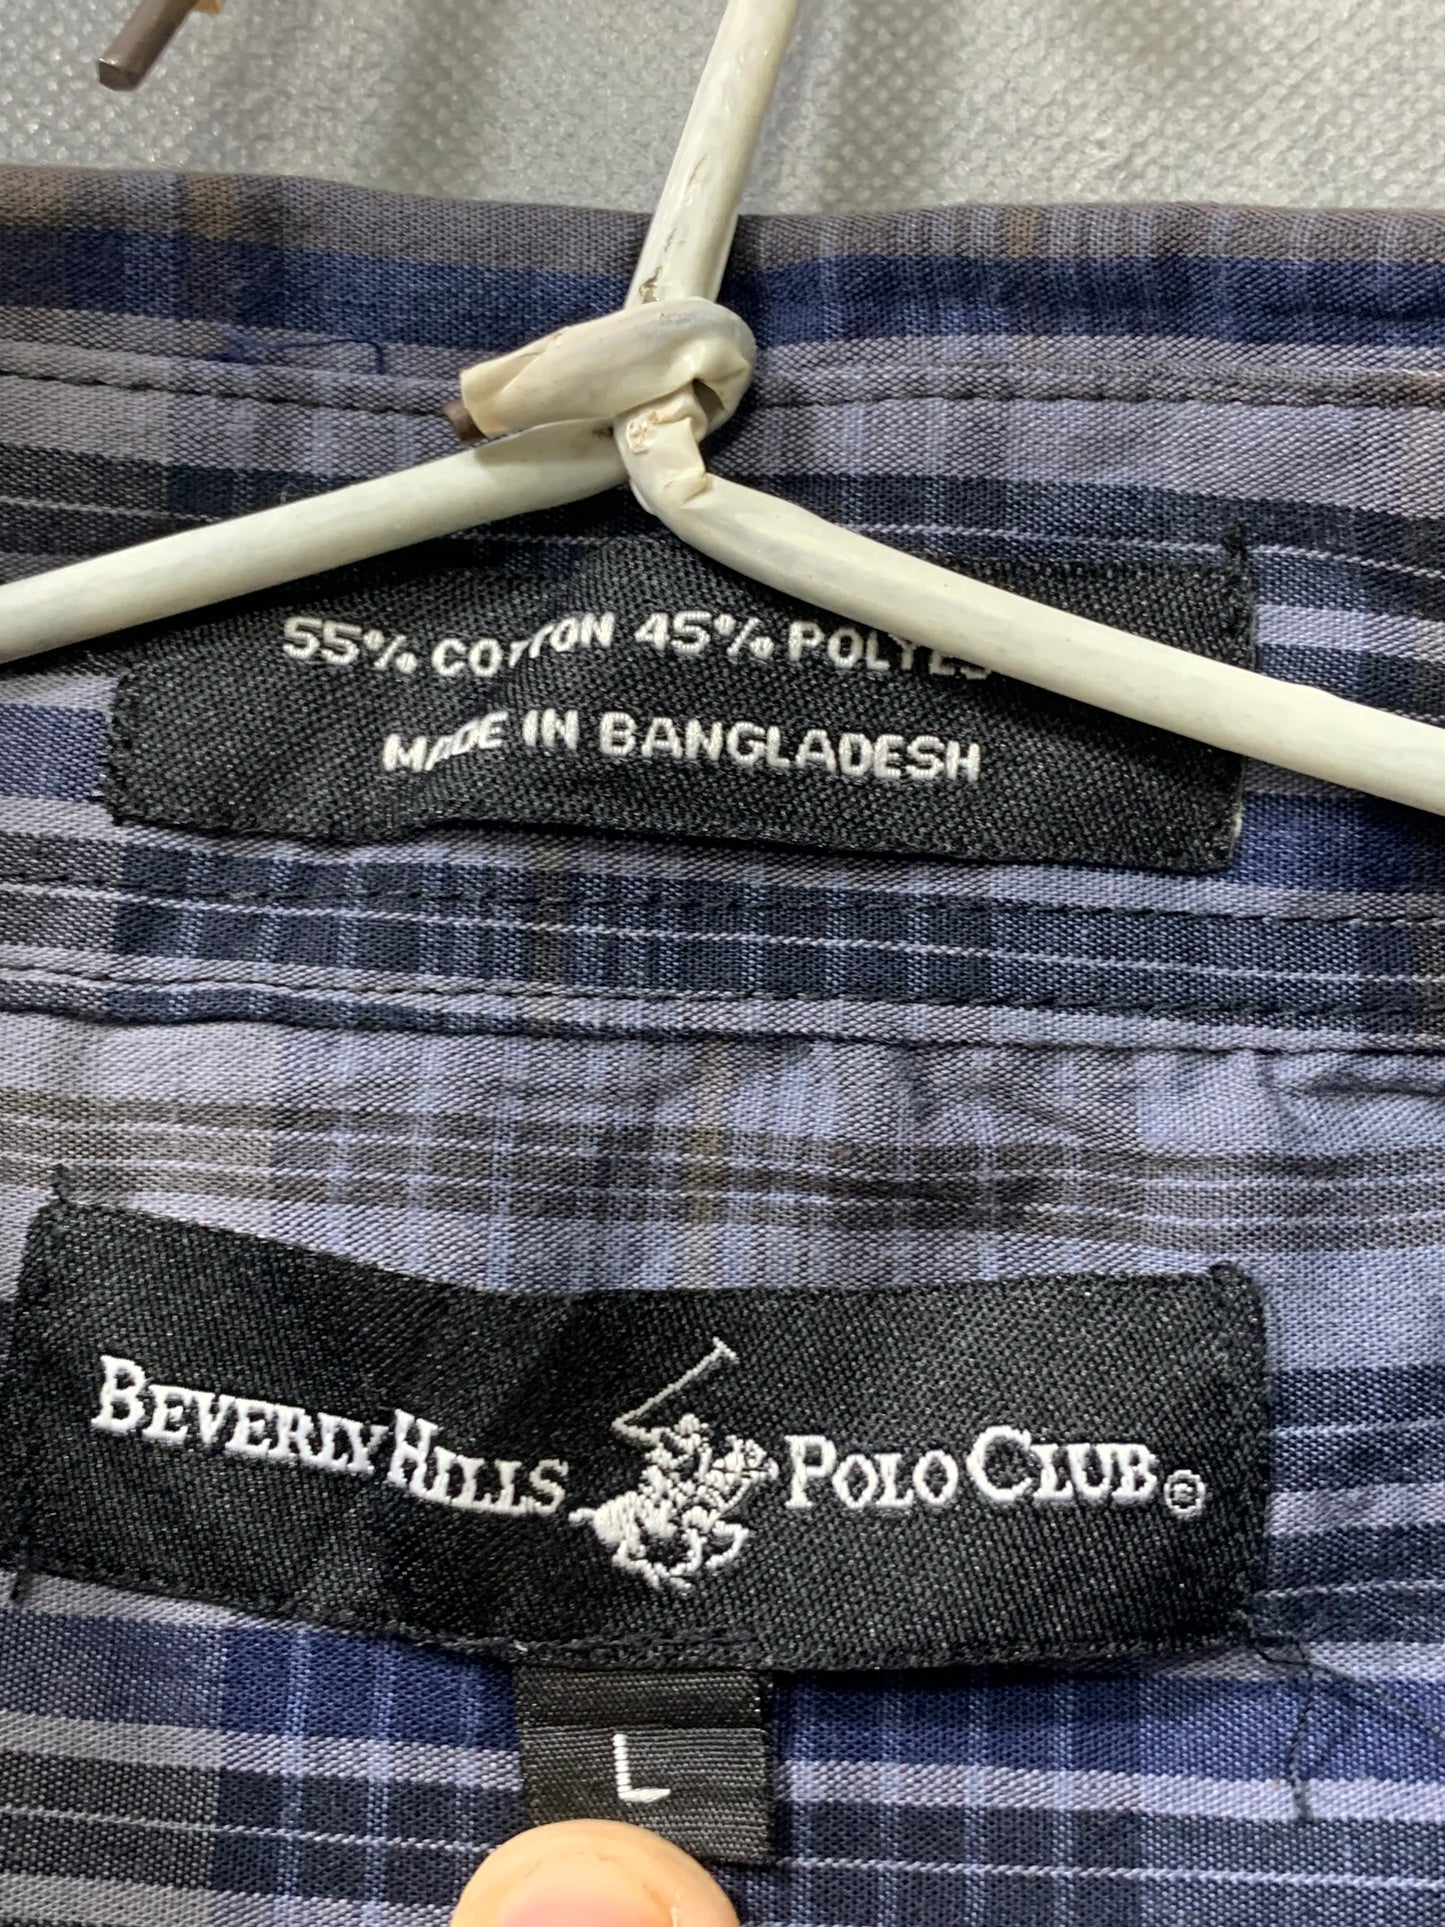 55% COTTON 45% POLYES
MADE IN BANGLADESH
BEVERLY HILLS POLO CLUB ©
L